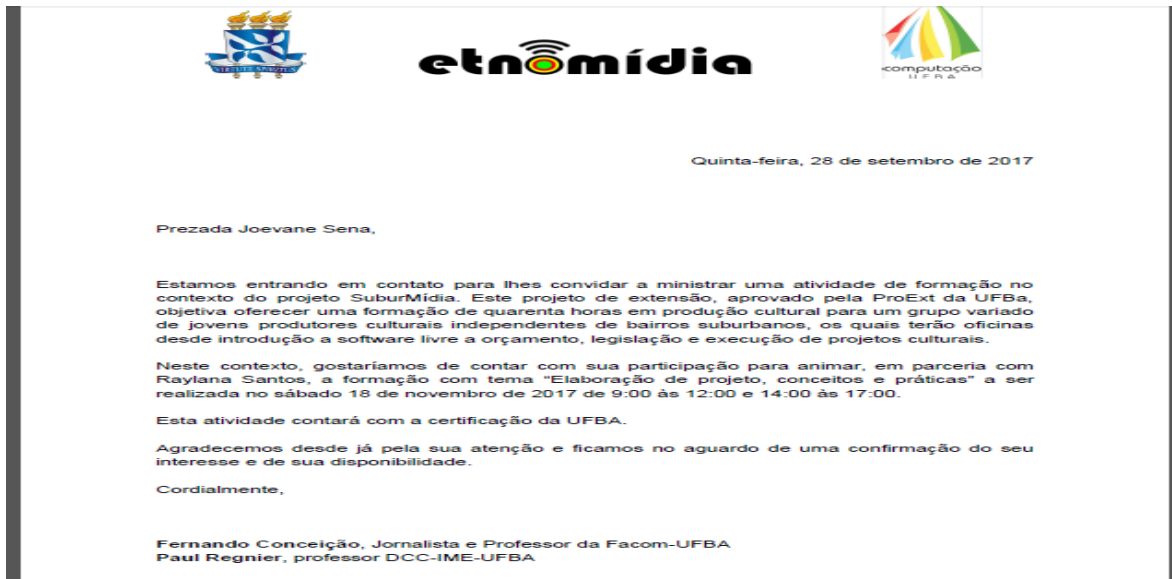 VIRTUTE SPIRITUS
etnomídia
computação
UFBA
Quinta-feira, 28 de setembro de 2017
Prezada Joevane Sena,
Estamos entrando em contato para lhes convidar a ministrar uma atividade de formação no
contexto do projeto SuburMídia. Este projeto de extensão, aprovado pela ProExt da UFBa,
objetiva oferecer uma formação de quarenta horas em produção cultural para um grupo variado
de jovens produtores culturais independentes de bairros suburbanos, os quais terão oficinas
desde introdução a software livre a orçamento, legislação e execução de projetos culturais.
Neste contexto, gostaríamos de contar com sua participação para animar, em parceria com
Raylana Santos, a formação com tema "Elaboração de projeto, conceitos e práticas" a ser
realizada no sábado 18 de novembro de 2017 de 9:00 às 12:00 e 14:00 às 17:00.
Esta atividade contará com a certificação da UFBA.
Agradecemos desde já pela sua atenção e ficamos no aguardo de uma confirmação do seu
interesse e de sua disponibilidade.
Cordialmente,
Fernando Conceição, Jornalista e Professor da Facom-UFBA
Paul Regnier, professor DCC-IME-UFBA